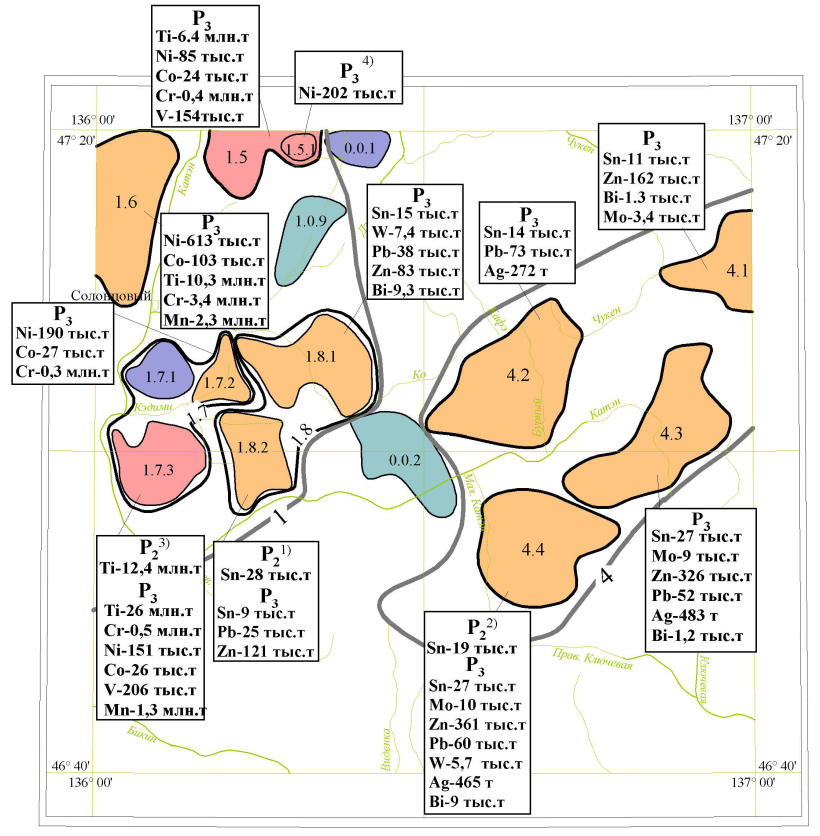 P3
Ti-6,4 млн.т
Ni-85 тыс.т
Co-24 тыс.т
Cr-0,4 млн.т
V-154тыс.т
P3 4)
Ni-202 тыс.т
136° 00'
47° 20'
137° 00'
47° 20'
Катэн
1.5
1.5.1
0.0.1
Чукен
P3
Sn-11 тыс.т
Zn-162 тыс.т
Bi-1.3 тыс.т
Mo-3,4 тыс.т
1.6
1.0.9
P3
Ni-613 тыс.т
Co-103 тыс.т
Ti-10,3 млн.т
Cr-3,4 млн.т
Mn-2,3 млн.т
P3
Sn-15 тыс.т
W-7,4 тыс.т
Pb-38 тыс.т
Zn-83 тыс.т
Bi-9,3 тыс.т
P3
Sn-14 тыс.т
Pb-73 тыс.т
Ag-272 т
4.1
Солонцовый
P3
Ni-190 тыс.т
Co-27 тыс.т
Cr-0,3 млн.т
Чукен
1.7.1
1.7.2
1.8.1
Ко
4.2
Бурный
Кэдими
1.7
1.8
Катэн
4.3
1.7.3
1.8.2
0.0.2
Мал. Катэн
1
4.4
4
P2 3)
Ti-12,4 млн.т
P3
Ti-26 млн.т
Cr-0,5 млн.т
Ni-151 тыс.т
Co-26 тыс.т
V-206 тыс.т
Mn-1,3 млн.т
P2 1)
Sn-28 тыс.т
P3
Sn-9 тыс.т
Pb-25 тыс.т
Zn-121 тыс.т
P3
Sn-27 тыс.т
Mo-9 тыс.т
Zn-326 тыс.т
Pb-52 тыс.т
Ag-483 т
Bi-1,2 тыс.т
P2 2)
Sn-19 тыс.т
P3
Sn-27 тыс.т
Mo-10 тыс.т
Zn-361 тыс.т
Pb-60 тыс.т
W-5,7 тыс.т
Ag-465 т
Bi-9 тыс.т
Прав. Ключевая
Ключевая
Бикин
Виденка
46° 40'
136° 00'
46° 40'
137° 00'